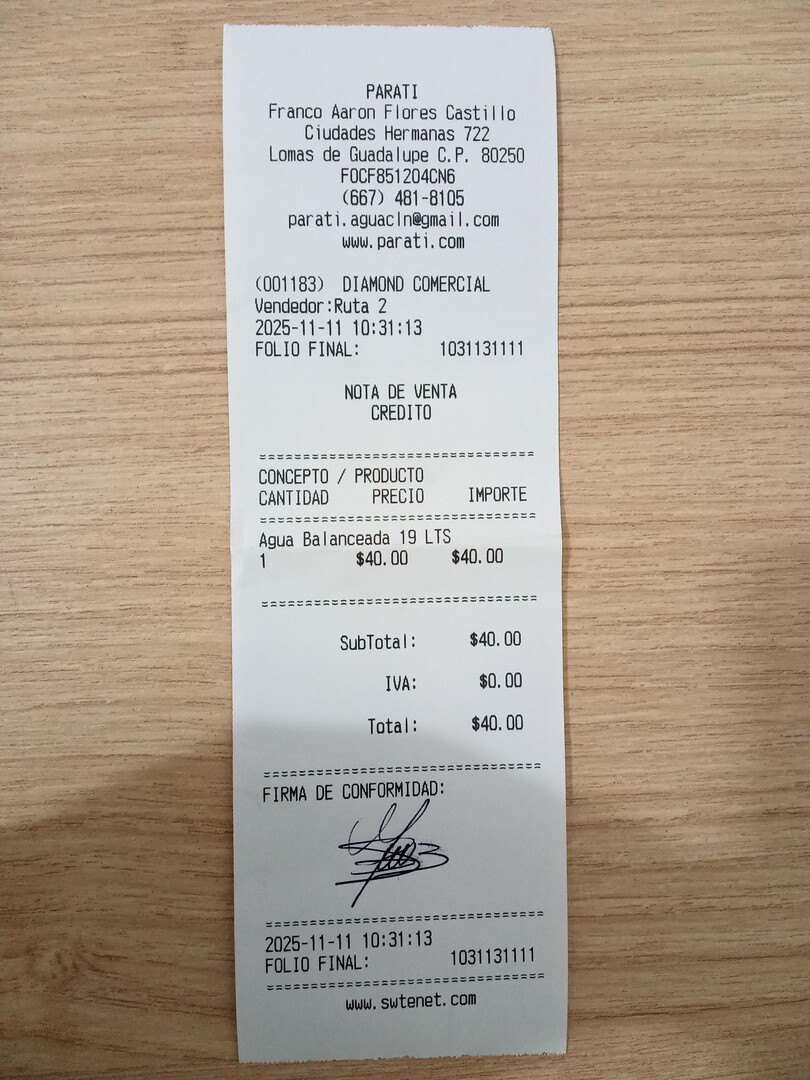 PARATI
Franco Aaron Flores Castillo
Ciudades Hermanas 722
Lomas de Guadalupe C.P. 80250
FOCF851204CN6
(667) 481-8105
parati.aguacln@gmail.com
www.parati.com
(001183) DIAMOND COMERCIAL
Vendedor:Ruta 2
2025-11-11 10:31:13
FOLIO FINAL: 1031131111
NOTA DE VENTA
CREDITO
CONCEPTO / PRODUCTO
CANTIDAD PRECIO IMPORTE
Agua Balanceada 19 LTS
1 $40.00 $40.00
SubTotal: $40.00
IVA: $0.00
Total: $40.00
FIRMA DE CONFORMIDAD:
2025-11-11 10:31:13
FOLIO FINAL: 1031131111
www.swtenet.com